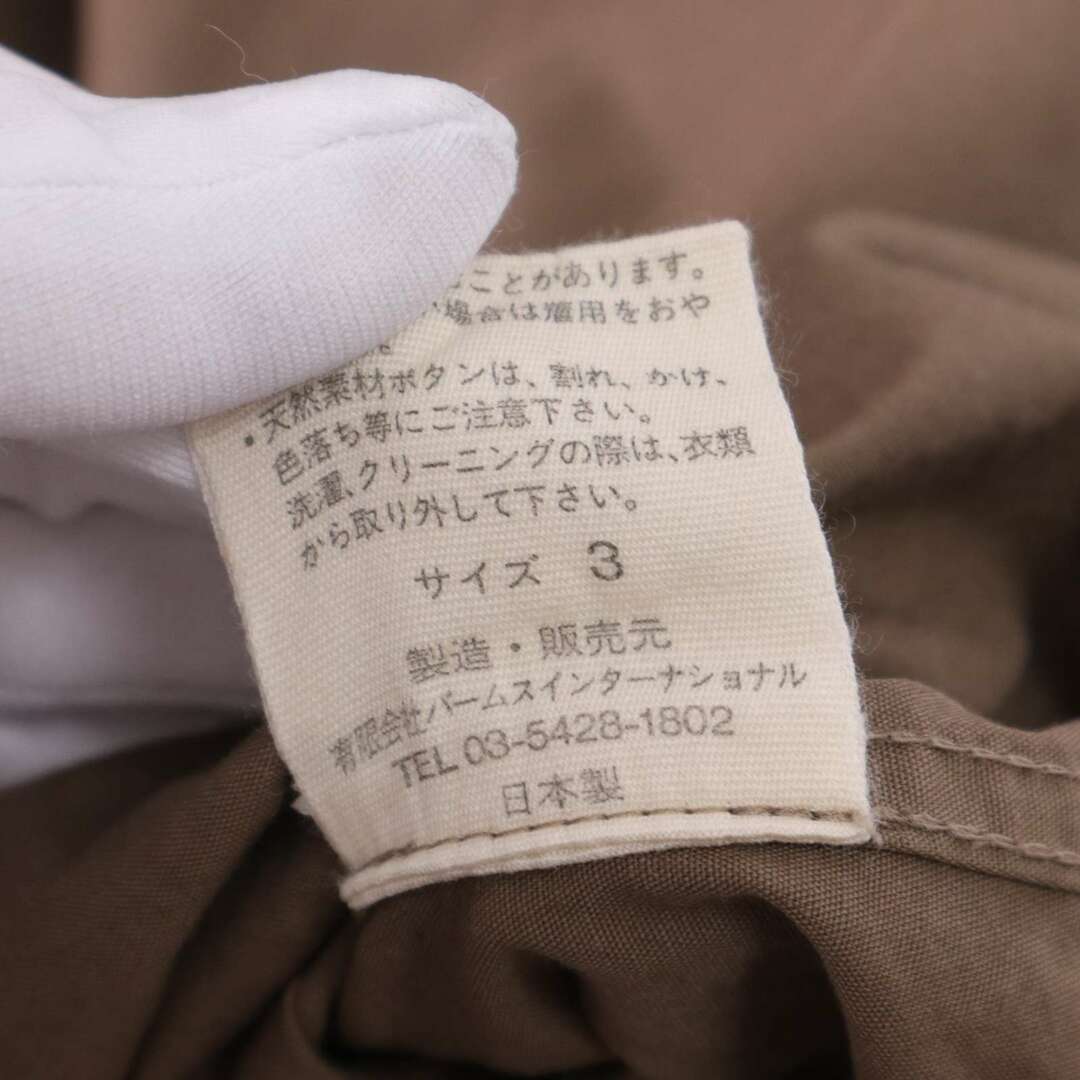 ことがあります。
場合は着用をおや
。
・天然素材ボタンは、割れ、かけ、
色落ち等にご注意下さい。
洗濯、クリーニングの際は、衣類
から取り外して下さい。
サイズ 3
製造・販売元
有限会社バームスインターナショナル
TEL 03-5428-1802
日本製